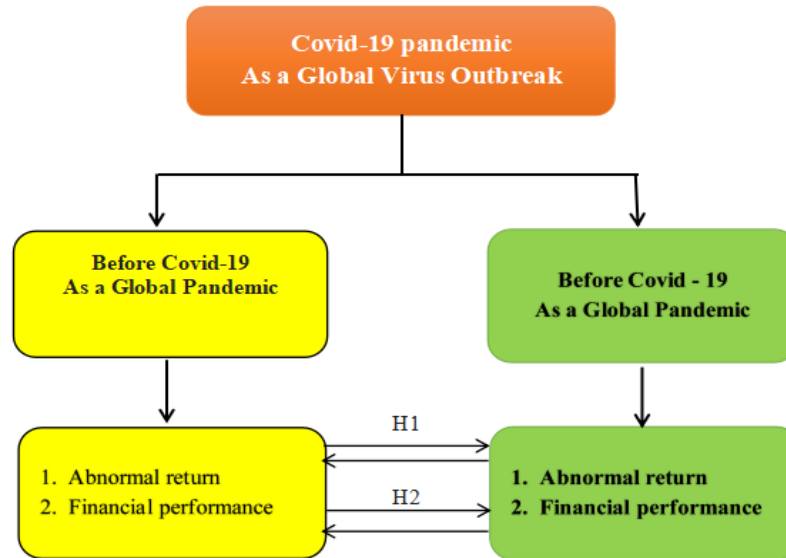 Covid-19 pandemic
As a Global Virus Outbreak
Before Covid-19
As a Global Pandemic
Before Covid - 19
As a Global Pandemic
H1
1. Abnormal return
2. Financial performance
H2
1. Abnormal return
2. Financial performance